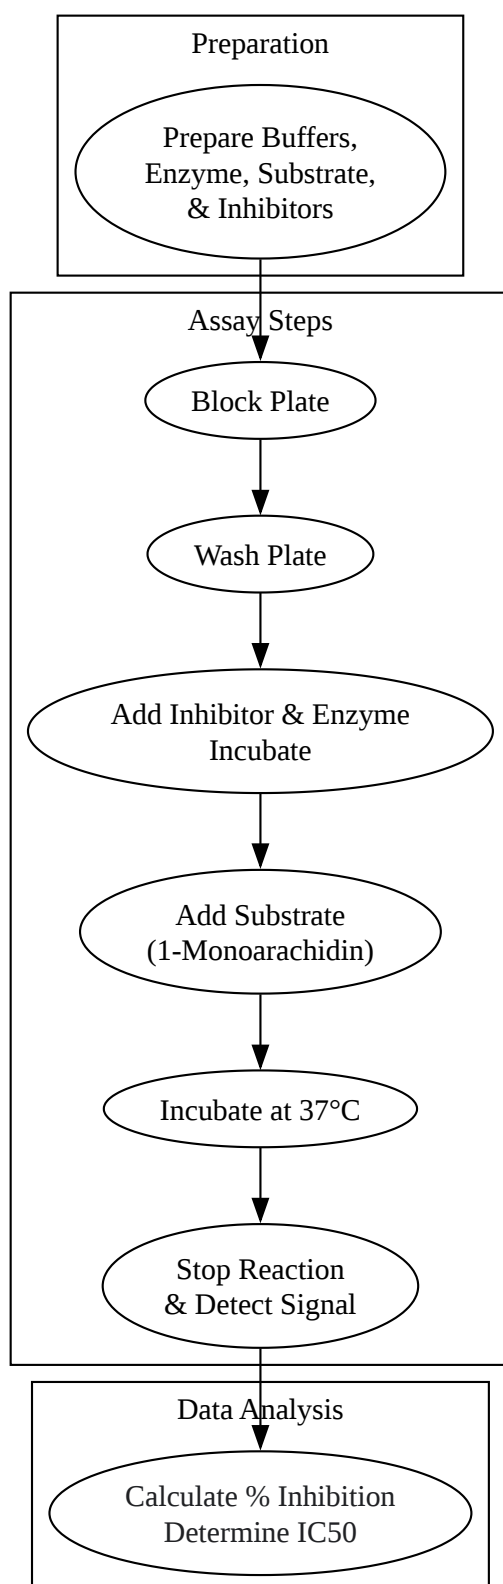 Preparation
Prepare Buffers,
Enzyme, Substrate,
& Inhibitors
Assay Steps
Block Plate
Wash Plate
Add Inhibitor & Enzyme
Incubate
Add Substrate
(1-Monoarachidin)
Incubate at 37°C
Stop Reaction
& Detect Signal
Data Analysis
Calculate % Inhibition
Determine IC50